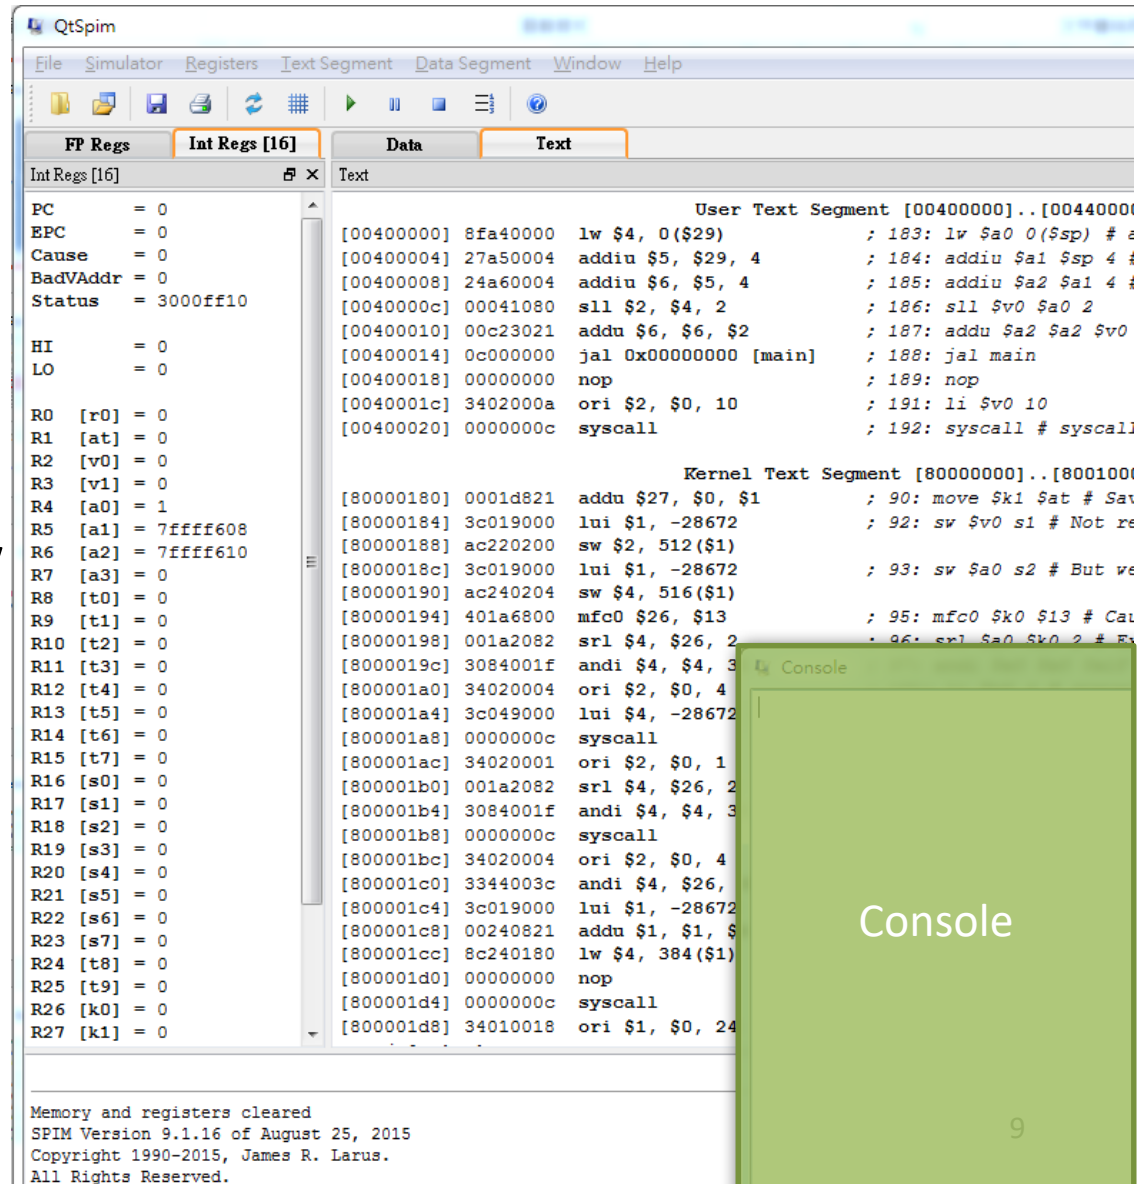 QtSpim
File Simulator Registers Text Segment Data Segment Window Help
FP Regs Int Regs [16] Data Text
Int Regs [16] Text
PC = 0
EPC = 0
Cause = 0
BadVAddr = 0
Status = 3000ff10
HI = 0
LO = 0
R0 [r0] = 0
R1 [at] = 0
R2 [v0] = 0
R3 [v1] = 0
R4 [a0] = 1
R5 [a1] = 7ffff608
R6 [a2] = 7ffff610
R7 [a3] = 0
R8 [t0] = 0
R9 [t1] = 0
R10 [t2] = 0
R11 [t3] = 0
R12 [t4] = 0
R13 [t5] = 0
R14 [t6] = 0
R15 [t7] = 0
R16 [s0] = 0
R17 [s1] = 0
R18 [s2] = 0
R19 [s3] = 0
R20 [s4] = 0
R21 [s5] = 0
R22 [s6] = 0
R23 [s7] = 0
R24 [t8] = 0
R25 [t9] = 0
R26 [k0] = 0
R27 [k1] = 0
User Text Segment [00400000]..[00440000
[00400000] 8fa40000 lw $4, 0($29) ; 183: lw $a0 0($sp) # a
[00400004] 27a50004 addiu $5, $29, 4 ; 184: addiu $a1 $sp 4 #
[00400008] 24a60004 addiu $6, $5, 4 ; 185: addiu $a2 $a1 4 #
[0040000c] 00041080 sll $2, $4, 2 ; 186: sll $v0 $a0 2
[00400010] 00c23021 addu $6, $6, $2 ; 187: addu $a2 $a2 $v0
[00400014] 0c000000 jal 0x00000000 [main] ; 188: jal main
[00400018] 00000000 nop ; 189: nop
[0040001c] 3402000a ori $2, $0, 10 ; 191: li $v0 10
[00400020] 0000000c syscall ; 192: syscall # syscall
Kernel Text Segment [80000000]..[8001000
[80000180] 0001d821 addu $27, $0, $1 ; 90: move $k1 $at # Sav
[80000184] 3c019000 lui $1, -28672 ; 92: sw $v0 s1 # Not re
[80000188] ac220200 sw $2, 512($1)
[8000018c] 3c019000 lui $1, -28672 ; 93: sw $a0 s2 # But we
[80000190] ac240204 sw $4, 516($1)
[80000194] 401a6800 mfc0 $26, $13 ; 95: mfc0 $k0 $13 # Cau
[80000198] 001a2082 srl $4, $26, 2 ; 96: srl $a0 $k0 2 # Ex
[8000019c] 3084001f andi $4, $4, 3
[800001a0] 34020004 ori $2, $0, 4
[800001a4] 3c049000 lui $4, -28672
[800001a8] 0000000c syscall
[800001ac] 34020001 ori $2, $0, 1
[800001b0] 001a2082 srl $4, $26, 2
[800001b4] 3084001f andi $4, $4, 3
[800001b8] 0000000c syscall
[800001bc] 34020004 ori $2, $0, 4
[800001c0] 3344003c andi $4, $26,
[800001c4] 3c019000 lui $1, -28672
[800001c8] 00240821 addu $1, $1, $
[800001cc] 8c240180 lw $4, 384($1)
[800001d0] 00000000 nop
[800001d4] 0000000c syscall
[800001d8] 34010018 ori $1, $0, 24
Console
Console
9
Memory and registers cleared
SPIM Version 9.1.16 of August 25, 2015
Copyright 1990-2015, James R. Larus.
All Rights Reserved.